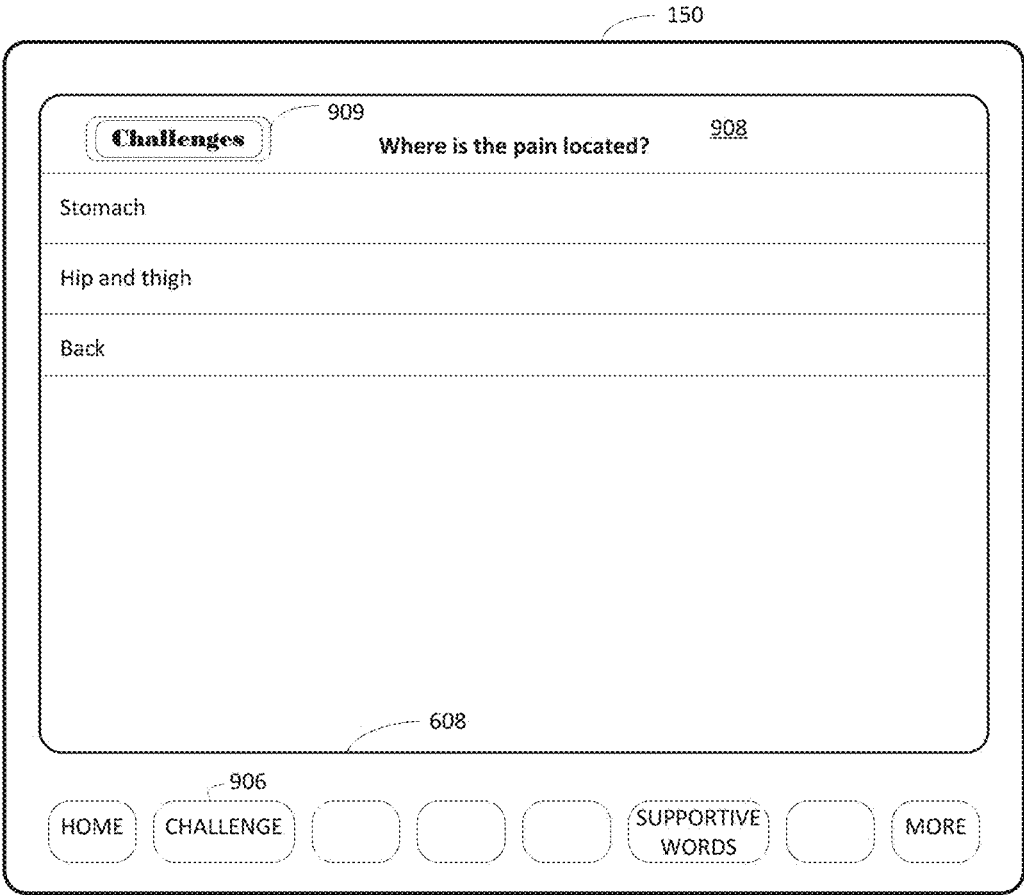 150
Challenges
909
Where is the pain located?
908
Stomach
Hip and thigh
Back
608
906
HOME
CHALLENGE
SUPPORTIVE
WORDS
MORE